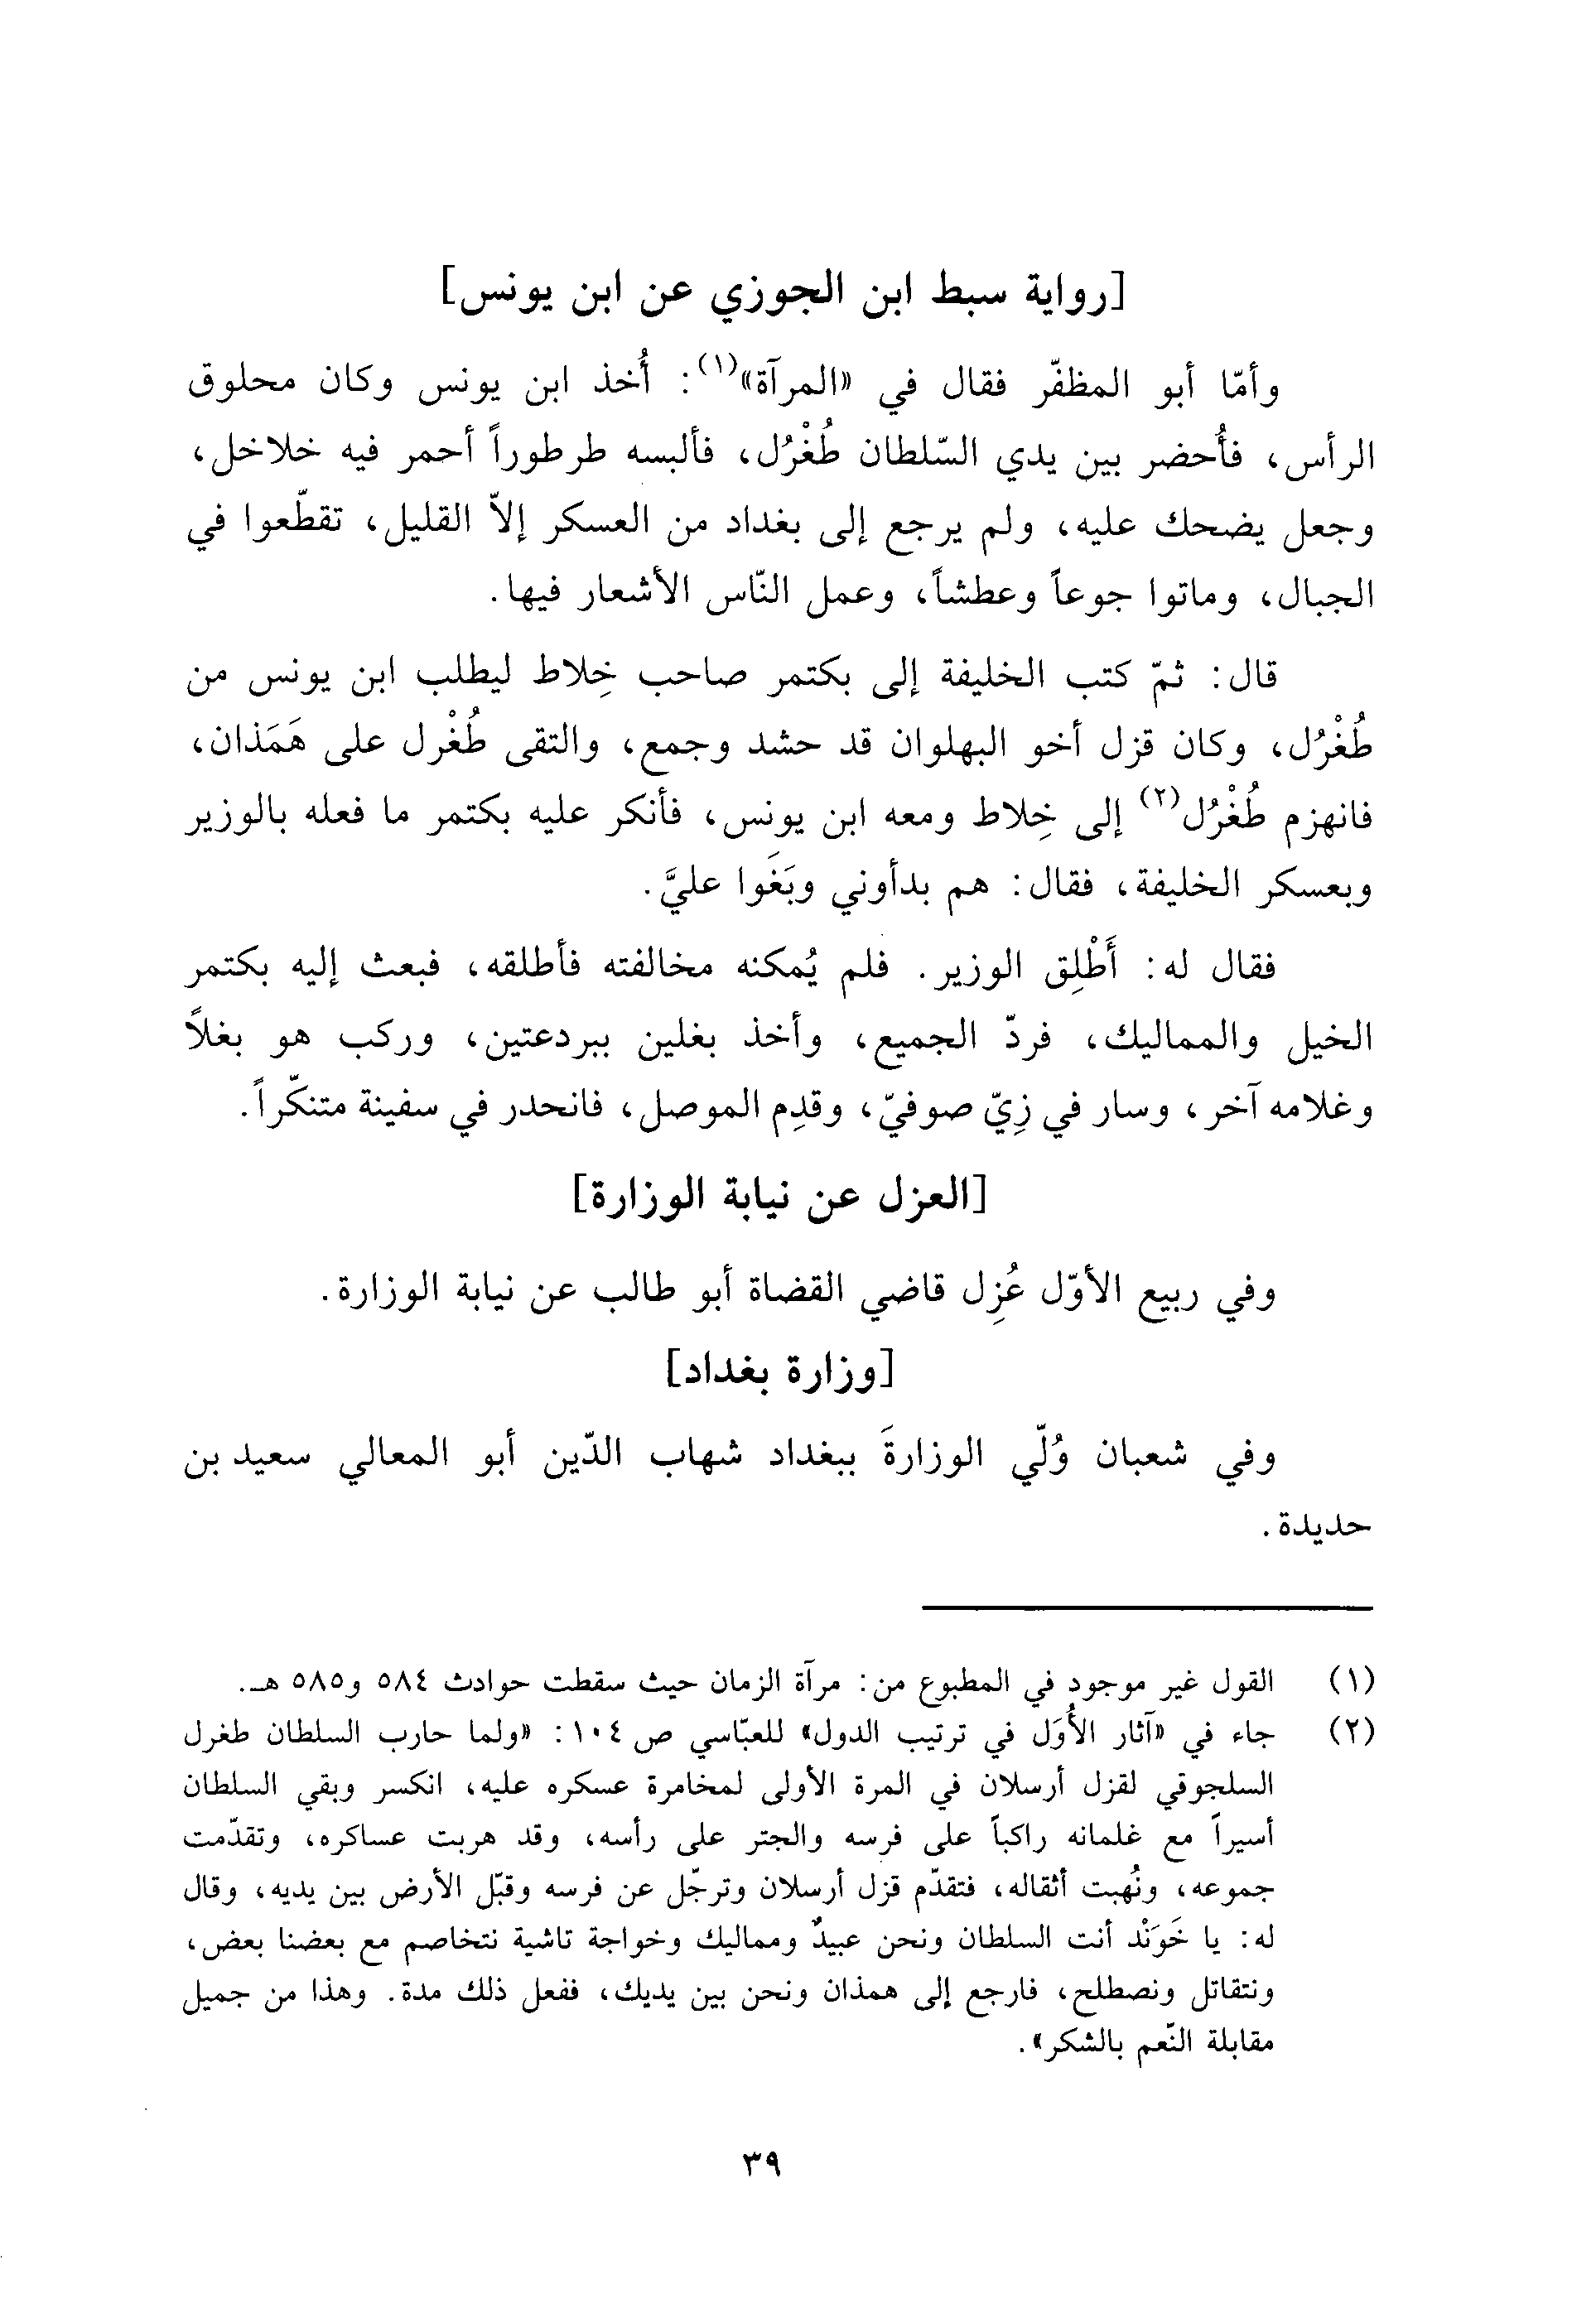 [رواية سبط ابن الجوزي عن ابن يونس]
وأمّا أبو المظفّر فقال في «المرآة»(١): أُخذ ابن يونس وكان محلوق
الرأس، فأُحضر بين يدي السّلطان طُغْرُل، فألبسه طرطوراً أحمر فيه خلاخل،
وجعل يضحك عليه، ولم يرجع إلى بغداد من العسكر إلاّ القليل، تقطّعوا في
الجبال، وماتوا جوعاً وعطشاً، وعمل النّاس الأشعار فيها.
قال: ثمّ كتب الخليفة إلى بكتمر صاحب خِلاط ليطلب ابن يونس من
طُغْرُل، وكان قزل أخو البهلوان قد حشد وجمع، والتقى طُغْرل على هَمَذان،
فانهزم طُغْرُل(٢) إلى خِلاط ومعه ابن يونس، فأنكر عليه بكتمر ما فعله بالوزير
وبعسكر الخليفة، فقال: هم بدأوني وبَغَوا عليَّ.
فقال له: أَطْلِق الوزير. فلم يُمكنه مخالفته فأطلقه، فبعث إليه بكتمر
الخيل والمماليك، فردّ الجميع، وأخذ بغلين ببردعتين، وركب هو بغلاً
وغلامه آخر، وسار في زِيّ صوفيّ، وقدِم الموصل، فانحدر في سفينة متنكّراً.
[العزل عن نيابة الوزارة]
وفي ربيع الأوّل عُزِل قاضي القضاة أبو طالب عن نيابة الوزارة.
[وزارة بغداد]
وفي شعبان وُلّي الوزارةَ ببغداد شهاب الدّين أبو المعالي سعيد بن
حديدة.
(١) القول غير موجود في المطبوع من: مرآة الزمان حيث سقطت حوادث ٥٨٤ و٥٨٥ هـ.
(٢) جاء في «آثار الأُوَل في ترتيب الدول» للعبّاسي ص ١٠٤: «ولما حارب السلطان طغرل
السلجوقي لقزل أرسلان في المرة الأولى لمخامرة عسكره عليه، انكسر وبقي السلطان
أسيراً مع غلمانه راكباً على فرسه والجتر على رأسه، وقد هربت عساكره، وتقدّمت
جموعه، ونُهبت أثقاله، فتقدّم قزل أرسلان وترجّل عن فرسه وقبّل الأرض بين يديه، وقال
له: يا خَوَنْد أنت السلطان ونحن عبيدٌ ومماليك وخواجة تاشية نتخاصم مع بعضنا بعض،
ونتقاتل ونصطلح، فارجع إلى همذان ونحن بين يديك، ففعل ذلك مدة. وهذا من جميل
مقابلة النّعم بالشكر».
٣٩